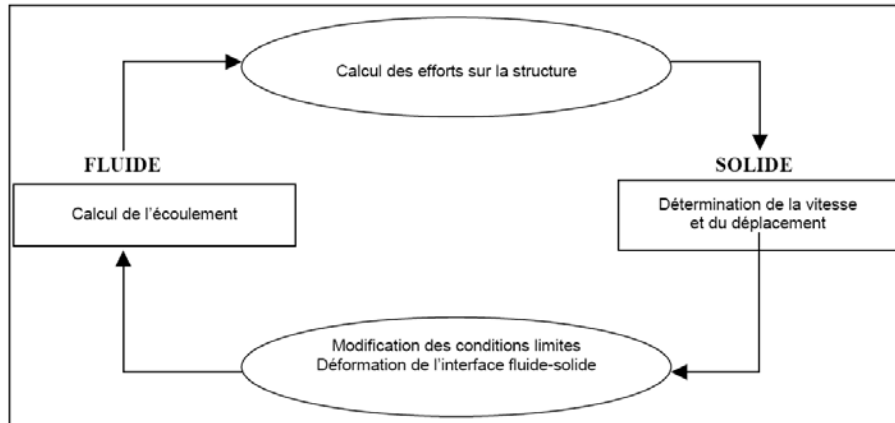 Calcul des efforts sur la structure
FLUIDE
SOLIDE
Calcul de l'écoulement
Détermination de la vitesse
et du déplacement
Modification des conditions limites
Déformation de l'interface fluide-solide